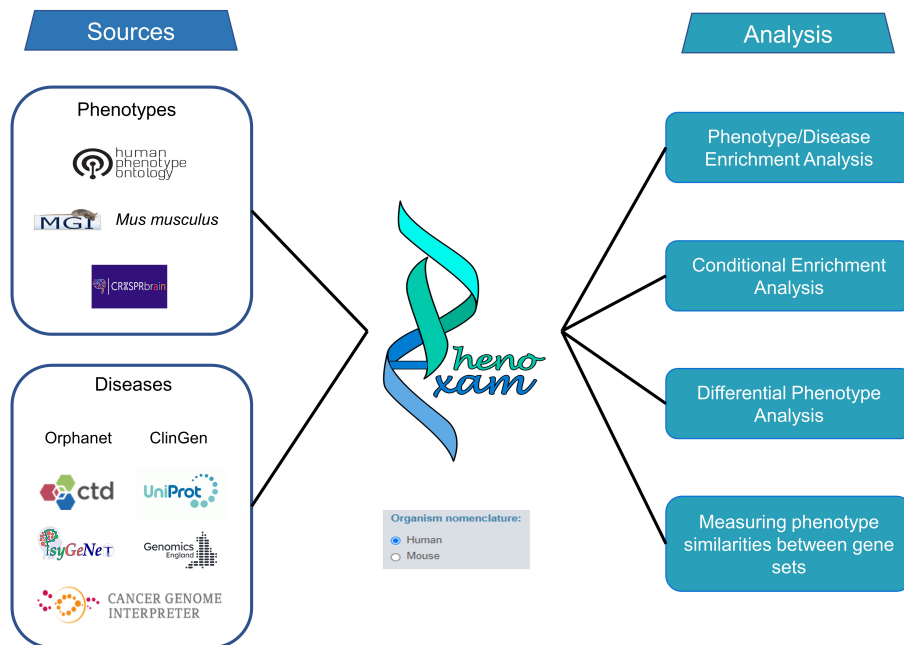 Sources
Phenotypes
human
phenotype
ontology
MGI
Mus musculus
CRISPRbrain
Diseases
Orphanet
ClinGen
ctd
UniProt
PsyGeNeT
Genomics
England
CANCER GENOME
INTERPRETER
Pheno
xam
Organism nomenclature:
Human
Mouse
Analysis
Phenotype/Disease
Enrichment Analysis
Conditional Enrichment
Analysis
Differential Phenotype
Analysis
Measuring phenotype
similarities between gene
sets